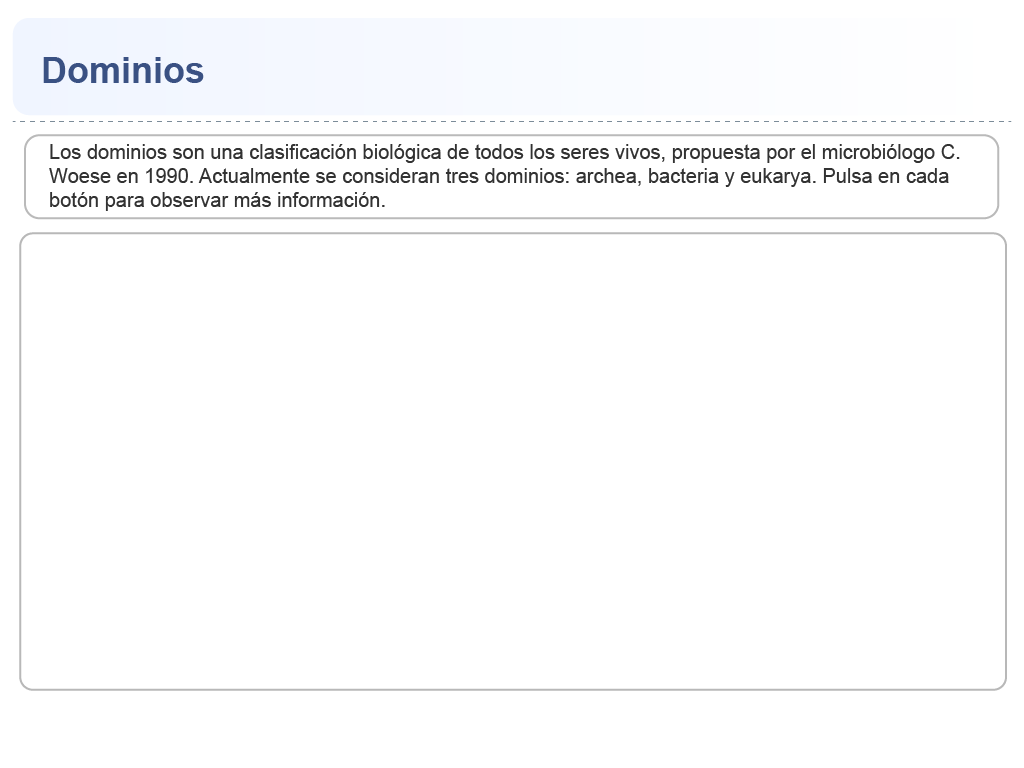 Dominios
Los dominios son una clasificación biológica de todos los seres vivos, propuesta por el microbiólogo C.
Woese en 1990. Actualmente se consideran tres dominios: archea, bacteria y eukarya. Pulsa en cada
botón para observar más información.